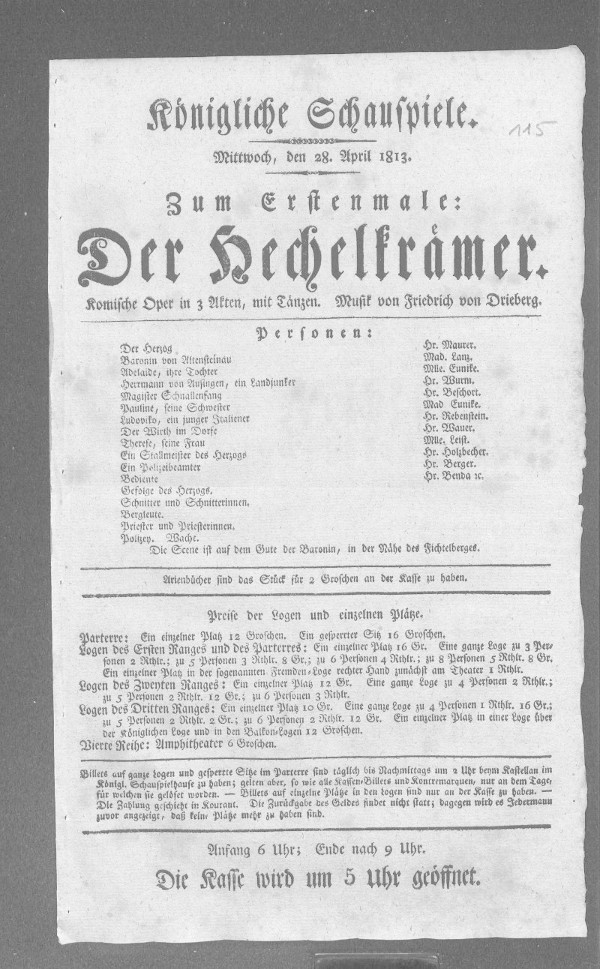 115
Königliche Schauspiele.
Mittwoch, den 28. April 1813.
Zum Erstenmale:
Der Hechelkrämer.
Komische Oper in 3 Akten, mit Tänzen. Musik von Friedrich von Drieberg.
Personen:
Der Herzog Hr. Maurer.
Baronin von Altensteinau Mad. Lanz.
Adelaide, ihre Tochter Mlle. Eunike.
Herrmann von Aufingen, ein Landjunker Hr. Wurm.
Magister Schnallenfang Hr. Beschort.
Pauline, seine Schwester Mad Eunike.
Ludoviko, ein junger Italiener Hr. Rebenstein.
Der Wirth im Dorfe Hr. Wauer.
Therese, seine Frau Mlle. Leist.
Ein Stallmeister des Herzogs Hr. Holzbecher.
Ein Polizeibeamter Hr. Berger.
Bediente Hr. Benda ꝛc.
Gefolge des Herzogs.
Schnitter und Schnitterinnen.
Bergleute.
Priester und Priesterinnen.
Polizey. Wache.
Die Scene ist auf dem Gute der Baronin, in der Nähe des Fichtelberges.
Arienbücher sind das Stück für 2 Groschen an der Kasse zu haben.
Preise der Logen und einzelnen Plätze.
Parterre: Ein einzelner Platz 12 Groschen. Ein gesperrter Sitz 16 Groschen.
Logen des Ersten Ranges und des Parterres: Ein einzelner Platz 16 Gr. Eine ganze Loge zu 3 Per-
sonen 2 Rthlr.; zu 5 Personen 3 Rthlr. 8 Gr.; zu 6 Personen 4 Rthlr.; zu 8 Personen 5 Rthlr. 8 Gr.
Ein einzelner Platz in der sogenannten Fremden-Loge rechter Hand zunächst am Theater 1 Rthlr.
Logen des Zweyten Ranges: Ein einzelner Platz 12 Gr. Eine ganze Loge zu 4 Personen 2 Rthlr.;
zu 5 Personen 2 Rthlr. 12 Gr.; zu 6 Personen 3 Rthlr.
Logen des Dritten Ranges: Ein einzelner Platz 10 Gr. Eine ganze Loge zu 4 Personen 1 Rthlr. 16 Gr.;
zu 5 Personen 2 Rthlr. 2 Gr.; zu 6 Personen 2 Rthlr. 12 Gr. Ein einzelner Platz in einer Loge über
der Königlichen Loge und in den Balkon-Logen 12 Groschen.
Vierte Reihe: Amphitheater 6 Groschen.
Billets auf ganze Logen und gesperrte Sitze im Parterre sind täglich bis Nachmittags um 2 Uhr beym Kastellan im
Königl. Schauspielhause zu haben; gelten aber, so wie alle Kassen-Billets und Kontremarquen, nur an dem Tage,
für welchen sie gelöset worden. — Billets auf einzelne Plätze in den Logen sind nur an der Kasse zu haben. —
Die Zahlung geschieht in Kourant. Die Zurückgabe des Geldes findet nicht statt; dagegen wird es Jedermann
zuvor angezeigt, daß keine Plätze mehr zu haben sind.
Anfang 6 Uhr; Ende nach 9 Uhr.
Die Kasse wird um 5 Uhr geöffnet.